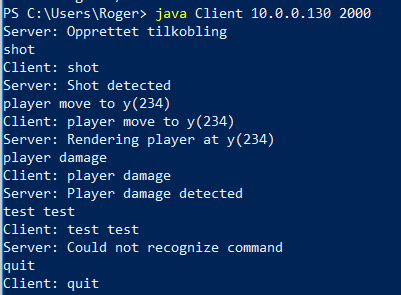 PS C:\Users\Roger> java Client 10.0.0.130 2000
Server: Opprettet tilkobling
shot
Client: shot
Server: Shot detected
player move to y(234)
Client: player move to y(234)
Server: Rendering player at y(234)
player damage
Client: player damage
Server: Player damage detected
test test
Client: test test
Server: Could not recognize command
quit
Client: quit